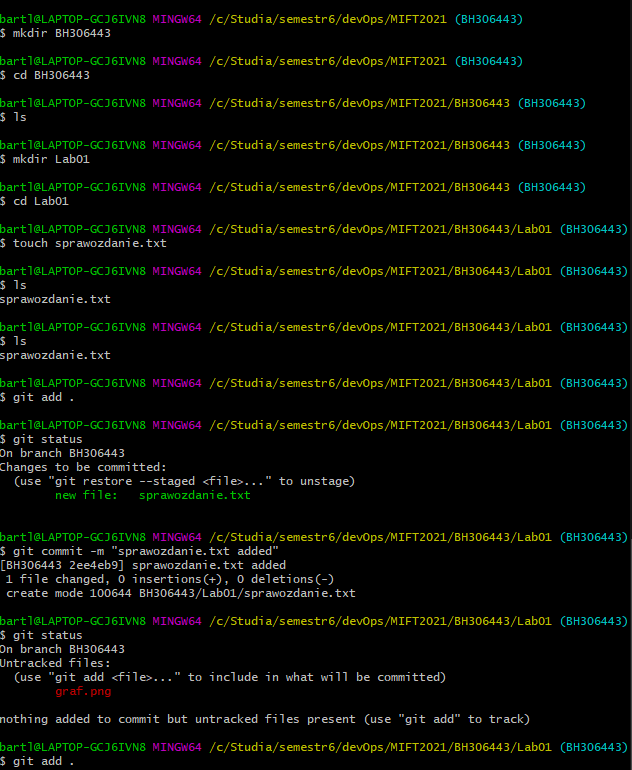 bartl@LAPTOP-GCJ6IVN8 MINGW64 /c/Studia/semestr6/devOps/MIFT2021 (BH306443)
$ mkdir BH306443
bartl@LAPTOP-GCJ6IVN8 MINGW64 /c/Studia/semestr6/devOps/MIFT2021 (BH306443)
$ cd BH306443
bartl@LAPTOP-GCJ6IVN8 MINGW64 /c/Studia/semestr6/devOps/MIFT2021/BH306443 (BH306443)
$ ls
bartl@LAPTOP-GCJ6IVN8 MINGW64 /c/Studia/semestr6/devOps/MIFT2021/BH306443 (BH306443)
$ mkdir Lab01
bartl@LAPTOP-GCJ6IVN8 MINGW64 /c/Studia/semestr6/devOps/MIFT2021/BH306443 (BH306443)
$ cd Lab01
bartl@LAPTOP-GCJ6IVN8 MINGW64 /c/Studia/semestr6/devOps/MIFT2021/BH306443/Lab01 (BH306443)
$ touch sprawozdanie.txt
bartl@LAPTOP-GCJ6IVN8 MINGW64 /c/Studia/semestr6/devOps/MIFT2021/BH306443/Lab01 (BH306443)
$ ls
sprawozdanie.txt
bartl@LAPTOP-GCJ6IVN8 MINGW64 /c/Studia/semestr6/devOps/MIFT2021/BH306443/Lab01 (BH306443)
$ ls
sprawozdanie.txt
bartl@LAPTOP-GCJ6IVN8 MINGW64 /c/Studia/semestr6/devOps/MIFT2021/BH306443/Lab01 (BH306443)
$ git add .
bartl@LAPTOP-GCJ6IVN8 MINGW64 /c/Studia/semestr6/devOps/MIFT2021/BH306443/Lab01 (BH306443)
$ git status
On branch BH306443
Changes to be committed:
  (use "git restore --staged <file>..." to unstage)
        new file:   sprawozdanie.txt
bartl@LAPTOP-GCJ6IVN8 MINGW64 /c/Studia/semestr6/devOps/MIFT2021/BH306443/Lab01 (BH306443)
$ git commit -m "sprawozdanie.txt added"
[BH306443 2ee4eb9] sprawozdanie.txt added
 1 file changed, 0 insertions(+), 0 deletions(-)
 create mode 100644 BH306443/Lab01/sprawozdanie.txt
bartl@LAPTOP-GCJ6IVN8 MINGW64 /c/Studia/semestr6/devOps/MIFT2021/BH306443/Lab01 (BH306443)
$ git status
On branch BH306443
Untracked files:
  (use "git add <file>..." to include in what will be committed)
        graf.png
nothing added to commit but untracked files present (use "git add" to track)
bartl@LAPTOP-GCJ6IVN8 MINGW64 /c/Studia/semestr6/devOps/MIFT2021/BH306443/Lab01 (BH306443)
$ git add .